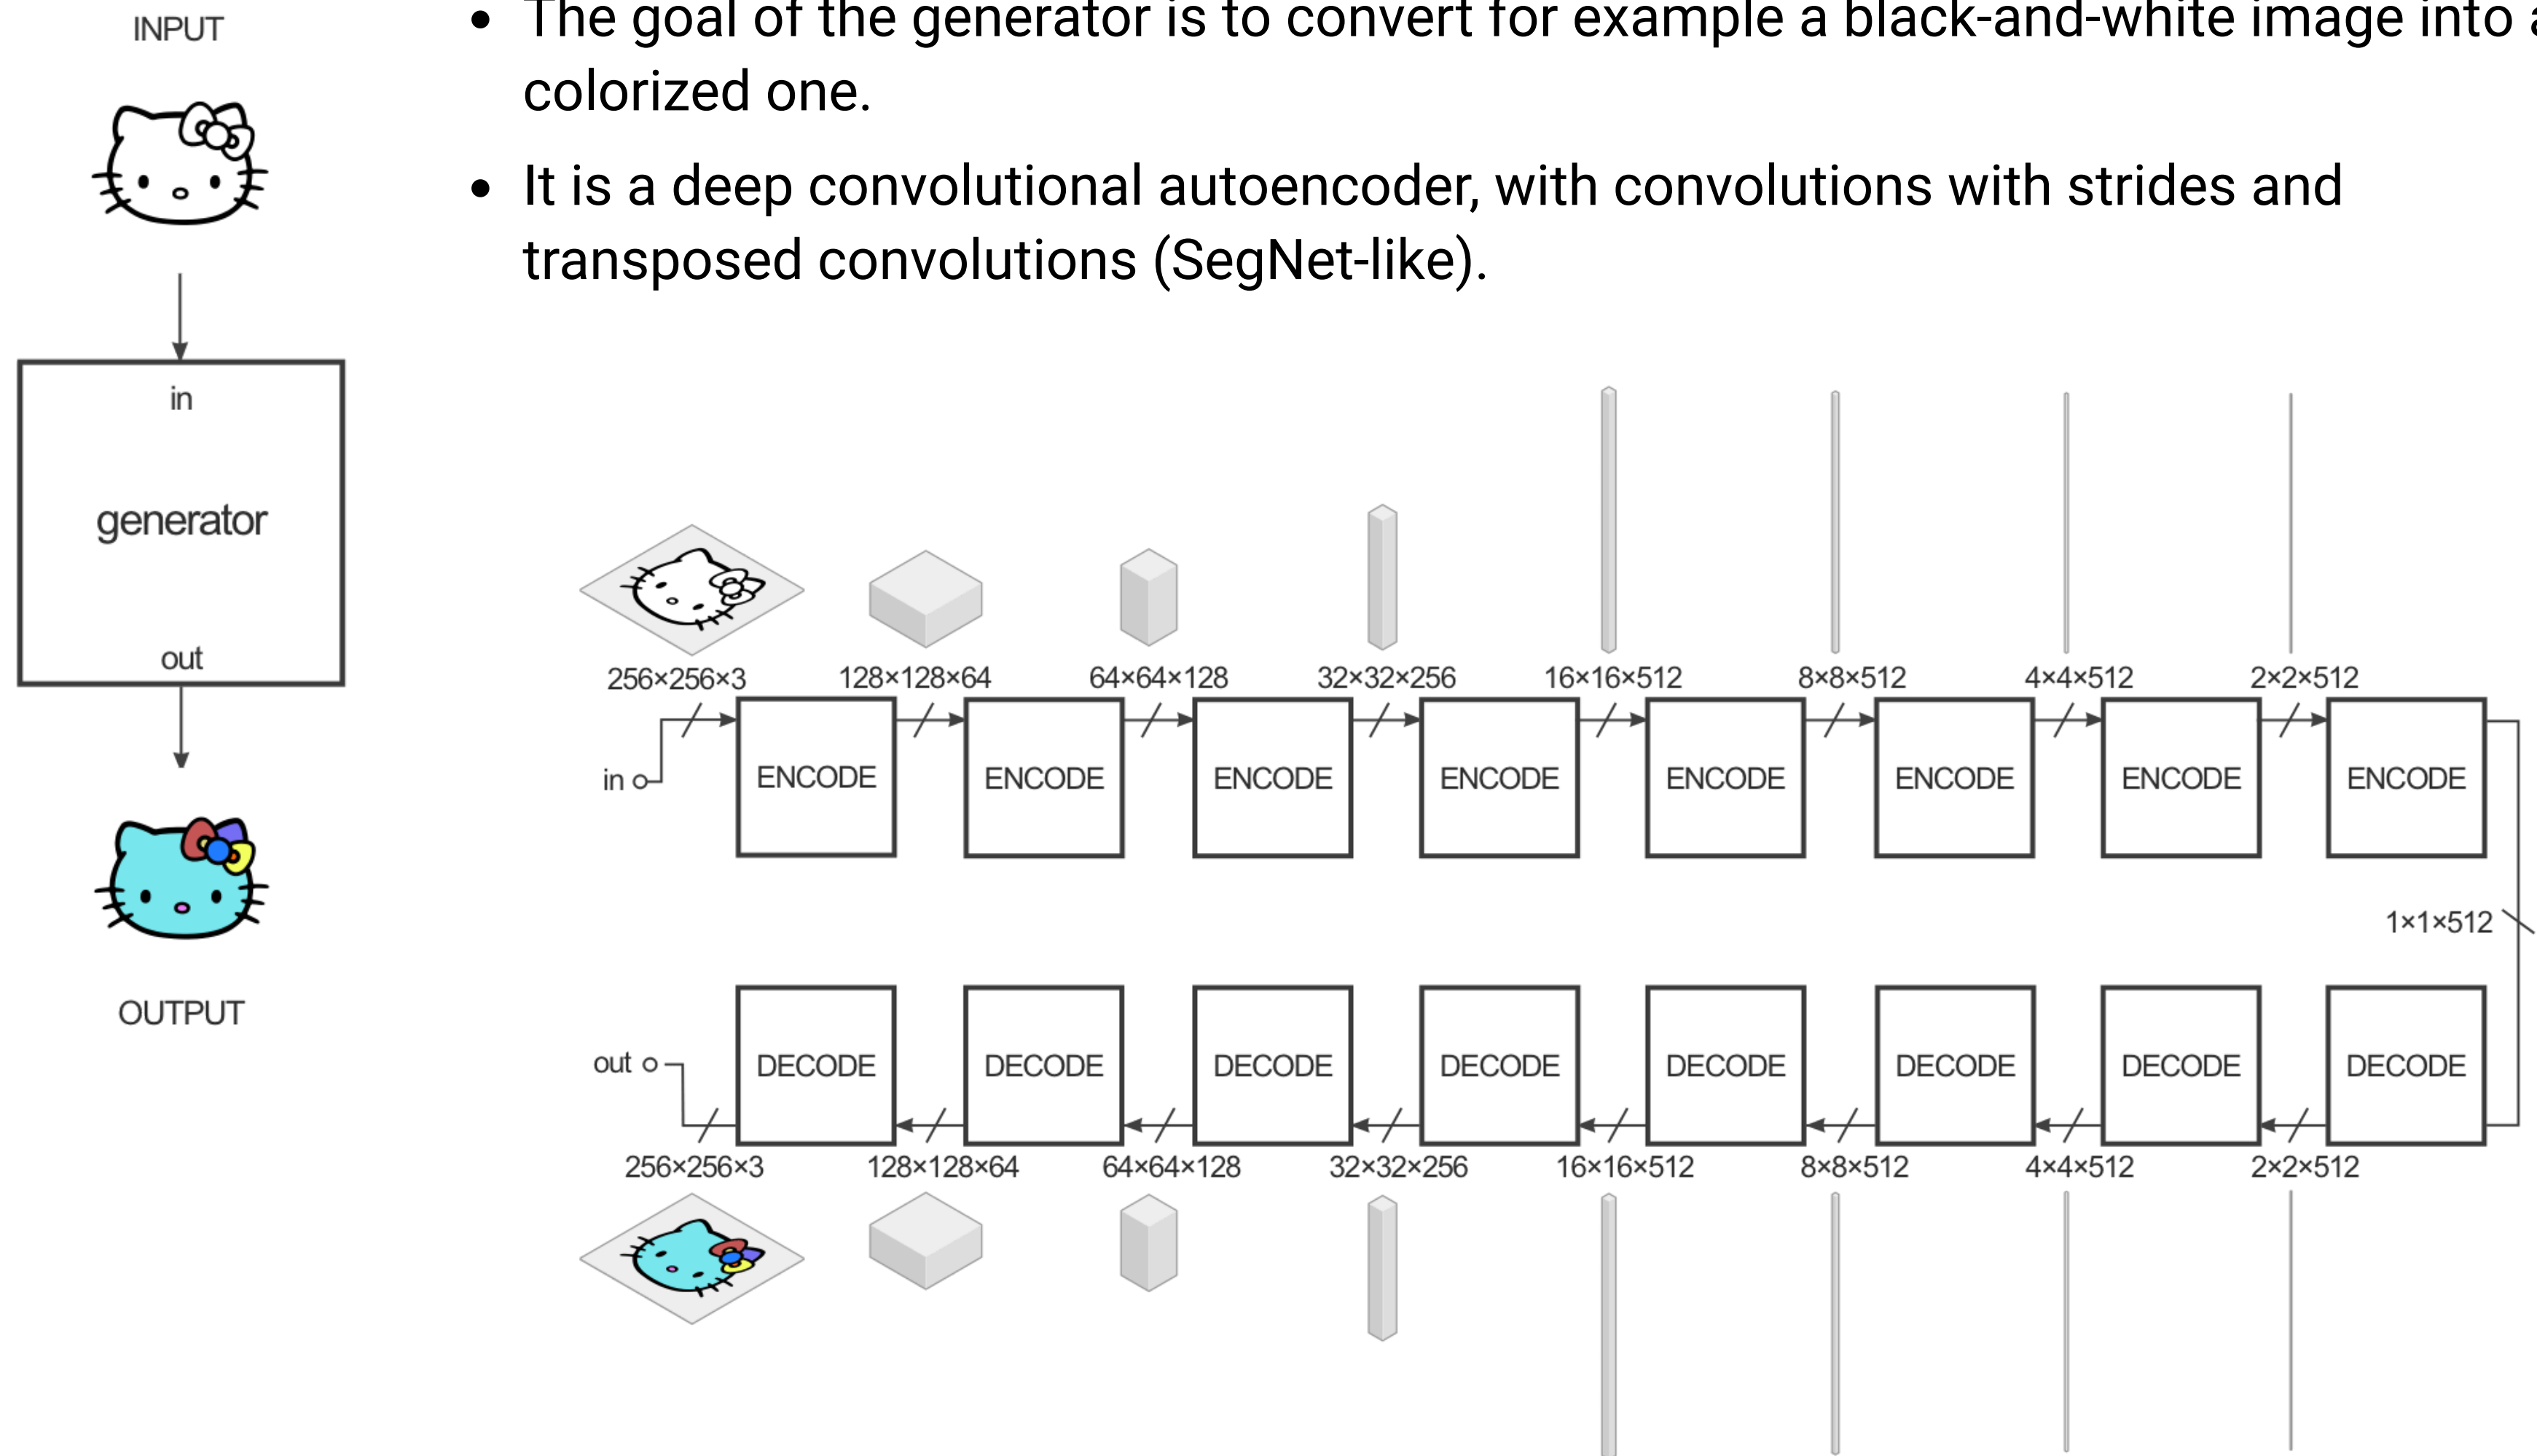 INPUT
in
generator
out
OUTPUT
The goal of the generator is to convert for example a black-and-white image into a
colorized one.
It is a deep convolutional autoencoder, with convolutions with strides and
transposed convolutions (SegNet-like).
256×256×3 128×128×64 64×64×128 32×32×256 16×16×512 8×8×512 4×4×512 2×2×512
in ENCODE ENCODE ENCODE ENCODE ENCODE ENCODE ENCODE ENCODE
1×1×512
out DECODE DECODE DECODE DECODE DECODE DECODE DECODE DECODE
256×256×3 128×128×64 64×64×128 32×32×256 16×16×512 8×8×512 4×4×512 2×2×512